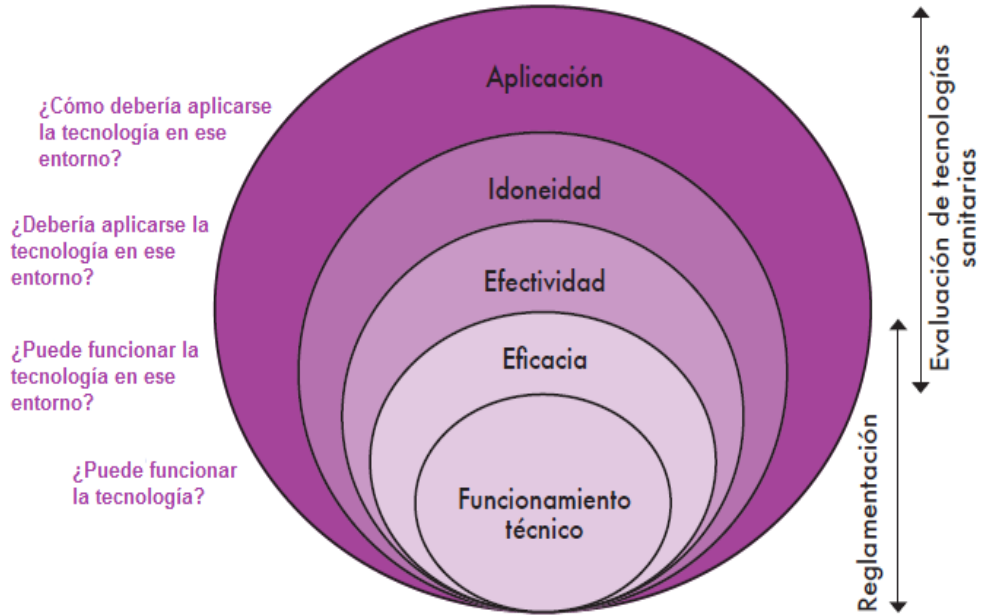 Aplicación
¿Cómo debería aplicarse
la tecnología en ese
entorno?
Idoneidad
¿Debería aplicarse la
tecnología en ese
entorno?
Efectividad
¿Puede funcionar la
tecnología en ese
entorno?
Eficacia
¿Puede funcionar
la tecnología?
Funcionamiento
técnico
Evaluación de tecnologías
sanitarias
Reglamentación